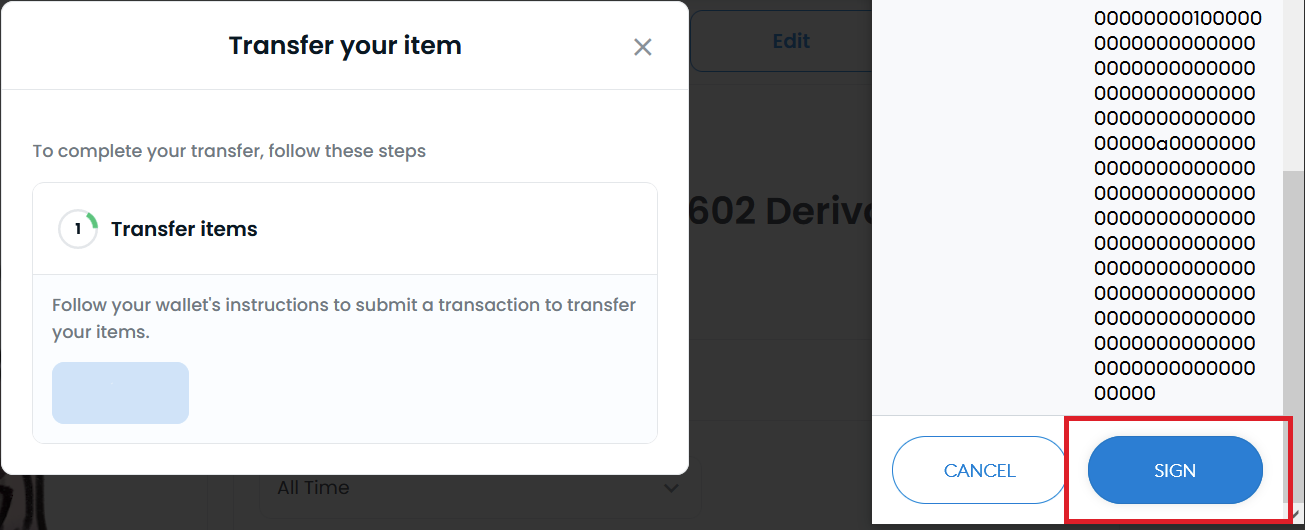 Transfer your item
To complete your transfer, follow these steps
1 Transfer items
Follow your wallet's instructions to submit a transaction to transfer
your items.
Edit
602
All Time
00000000100000
0000000000000
0000000000000
0000000000000
0000000000000
00000a0000000
0000000000000
0000000000000
0000000000000
0000000000000
0000000000000
0000000000000
0000000000000
0000000000000
0000000000000
00000
CANCEL
SIGN